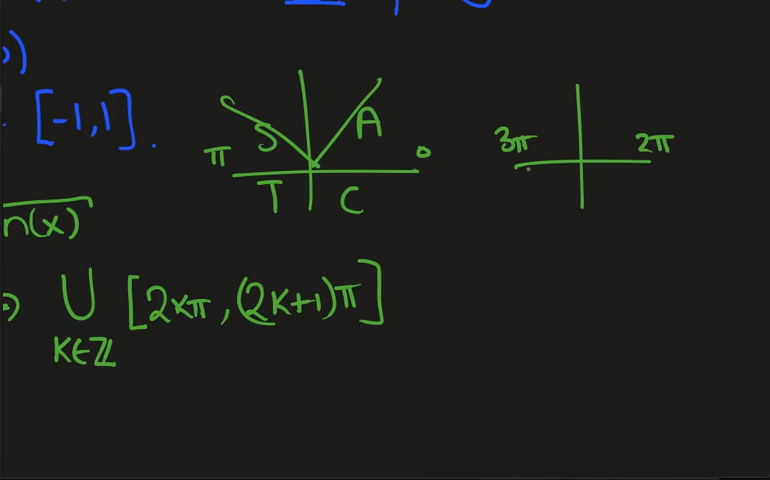 [-1,1].
S A
π 0
T C
3π 2π
n(x)
⋃ [2kπ, (2k+1)π]
k∈ℤ